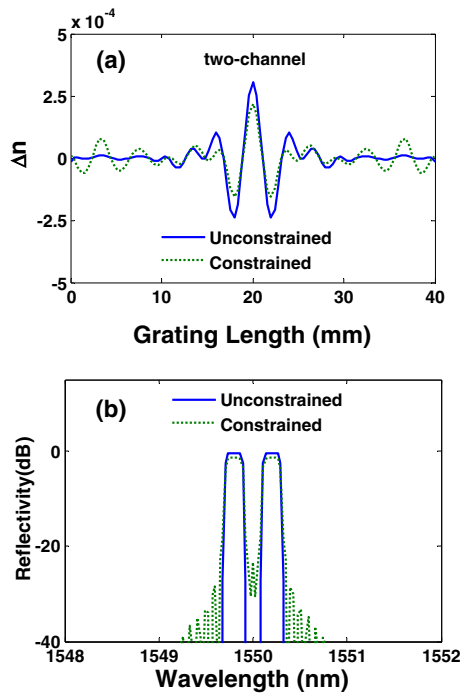 x 10⁻⁴
5
(a)
two-channel
2.5
0
Δn
-2.5
Unconstrained
Constrained
-5
0 10 20 30 40
Grating Length (mm)
(b)
Unconstrained
Constrained
0
Reflectivity(dB)
-20
-40
1548 1549 1550 1551 1552
Wavelength (nm)